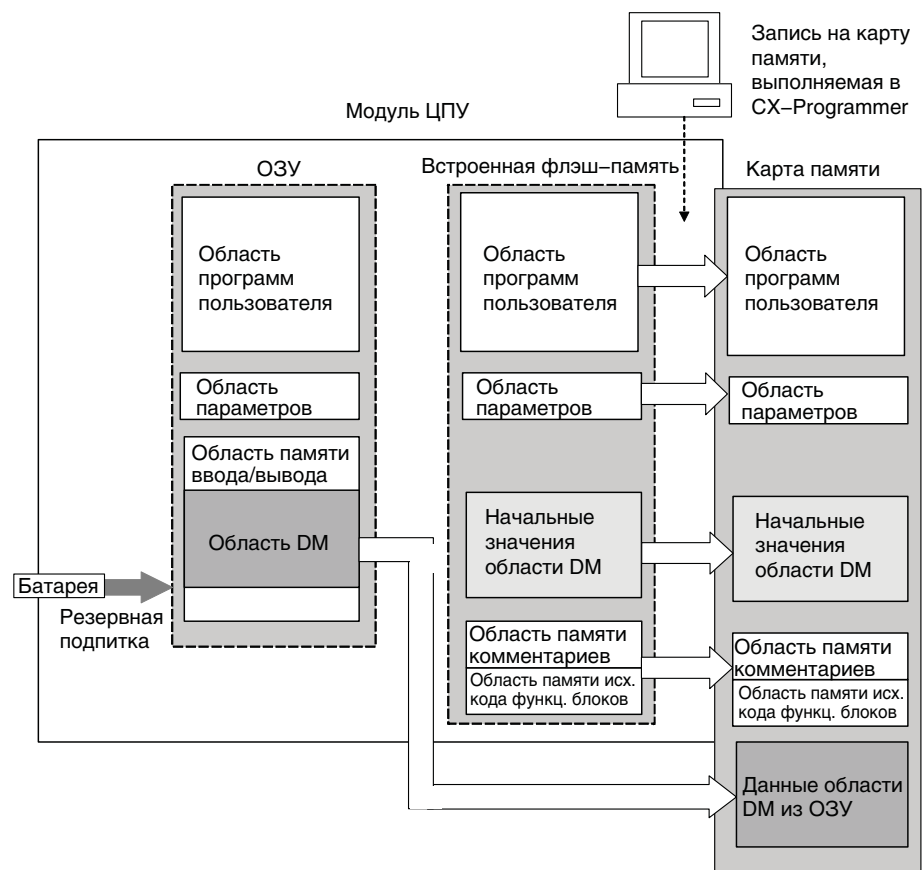 Запись на карту
памяти,
выполняемая в
CX–Programmer
Модуль ЦПУ
ОЗУ
Встроенная флэш–память
Карта памяти
Область
программ
пользователя
Область
программ
пользователя
Область
программ
пользователя
Область
параметров
Область
параметров
Область
параметров
Область памяти
ввода/вывода
Область DM
Начальные
значения
области DM
Начальные
значения
области DM
Батарея
Резервная
подпитка
Область памяти
комментариев
Область памяти исх.
кода функц. блоков
Область памяти
комментариев
Область памяти исх.
кода функц. блоков
Данные области
DM из ОЗУ